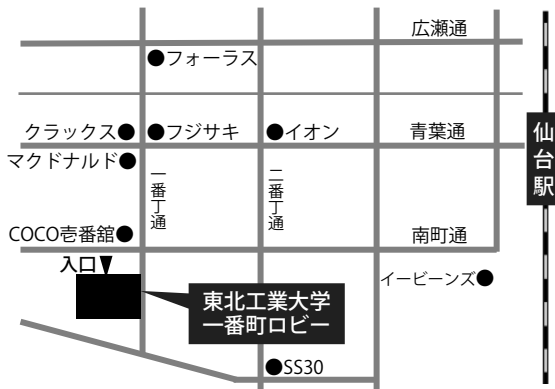 広瀬通
●フォーラス
クラックス●
●フジサキ
●イオン
青葉通
仙台駅
マクドナルド●
一番丁通
二番丁通
COCO壱番舘●
南町通
入口▼
イービーンズ●
東北工業大学
一番町ロビー
●SS30